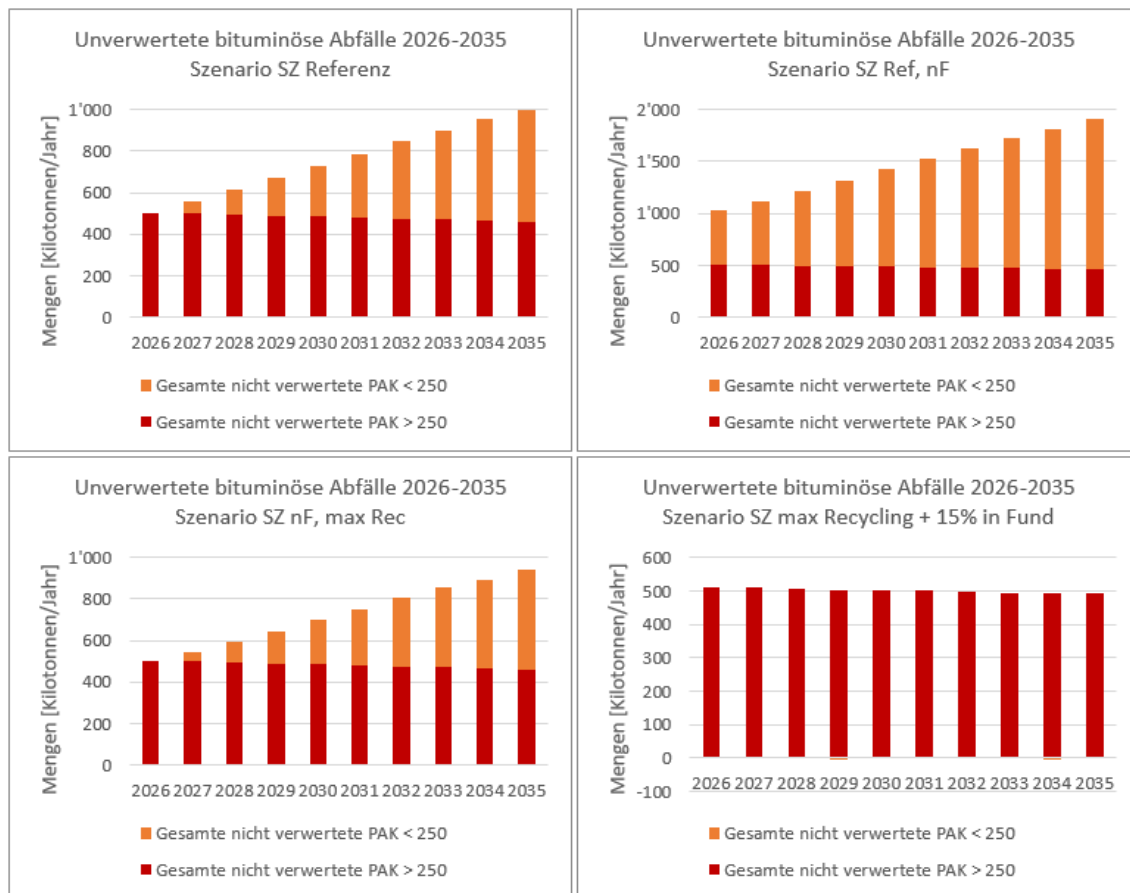 Unverwertete bituminöse Abfälle 2026-2035
Szenario SZ Referenz
Mengen [Kilotonnen/Jahr]
1'000
800
600
400
200
0
2026 2027 2028 2029 2030 2031 2032 2033 2034 2035
Gesamte nicht verwertete PAK < 250
Gesamte nicht verwertete PAK > 250
Unverwertete bituminöse Abfälle 2026-2035
Szenario SZ Ref, nF
Mengen [Kilotonnen/Jahr]
2'000
1'500
1'000
500
0
2026 2027 2028 2029 2030 2031 2032 2033 2034 2035
Gesamte nicht verwertete PAK < 250
Gesamte nicht verwertete PAK > 250
Unverwertete bituminöse Abfälle 2026-2035
Szenario SZ nF, max Rec
Mengen [Kilotonnen/Jahr]
1'000
800
600
400
200
0
2026 2027 2028 2029 2030 2031 2032 2033 2034 2035
Gesamte nicht verwertete PAK < 250
Gesamte nicht verwertete PAK > 250
Unverwertete bituminöse Abfälle 2026-2035
Szenario SZ max Recycling + 15% in Fund
Mengen [Kilotonnen/Jahr]
600
500
400
300
200
100
0
-100
2026 2027 2028 2029 2030 2031 2032 2033 2034 2035
Gesamte nicht verwertete PAK < 250
Gesamte nicht verwertete PAK > 250